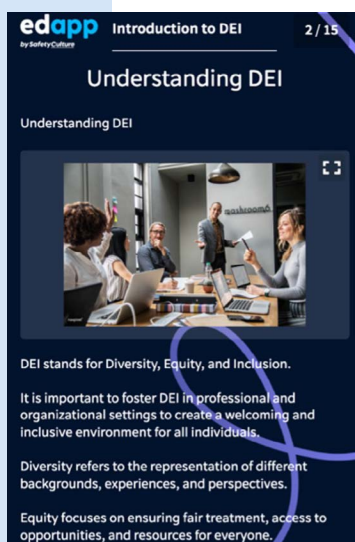 edapp
by SafetyCulture
Introduction to DEI
2 / 15
Understanding DEI
Understanding DEI
DEI stands for Diversity, Equity, and Inclusion.
It is important to foster DEI in professional and
organizational settings to create a welcoming and
inclusive environment for all individuals.
Diversity refers to the representation of different
backgrounds, experiences, and perspectives.
Equity focuses on ensuring fair treatment, access to
opportunities, and resources for everyone.